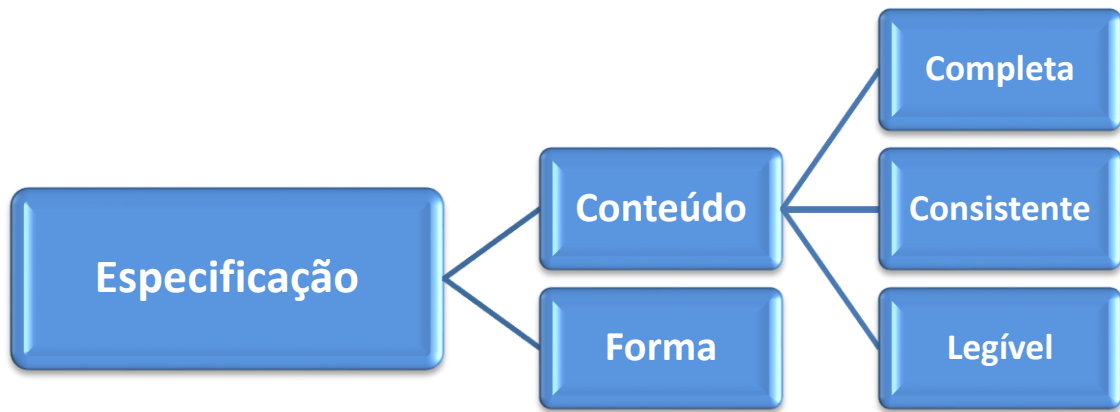 Especificação
Conteúdo
Forma
Completa
Consistente
Legível